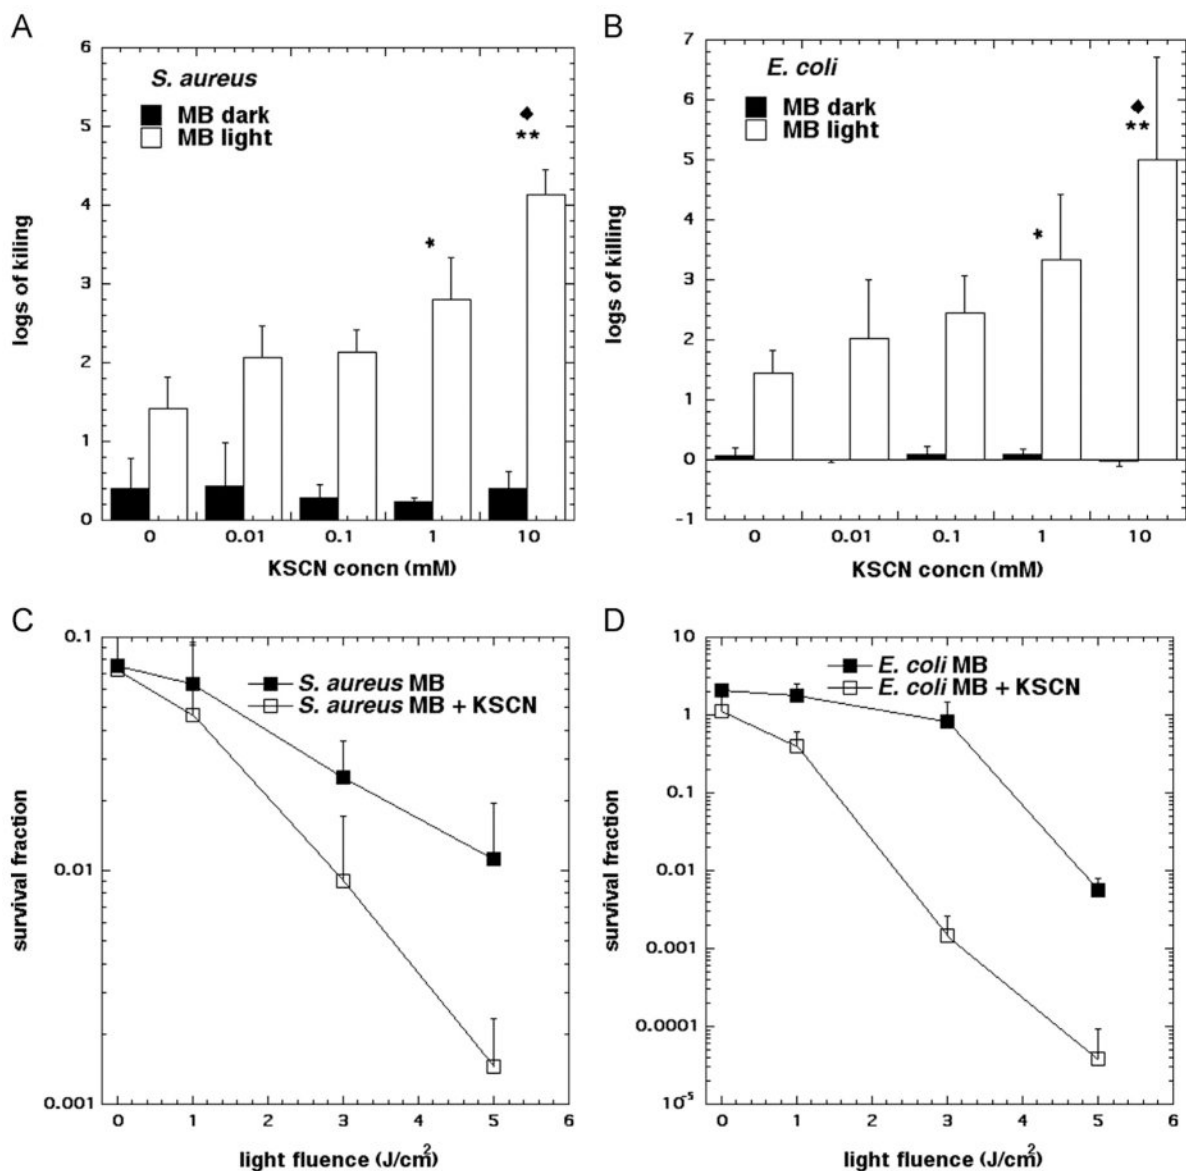 A
6
5
4
3
2
1
0
logs of kiling
S. aureus
MB dark
MB light
*
◆
**
0 0.01 0.1 1 10
KSCN concn (mM)
B
7
6
5
4
3
2
1
0
-1
logs of killing
E. coli
MB dark
MB light
*
◆
**
0 0.01 0.1 1 10
KSCN concn (mM)
C
0.1
0.01
0.001
survival fraction
S. aureus MB
S. aureus MB + KSCN
0 1 2 3 4 5 6
light fluence (J/cm²)
D
10
1
0.1
0.01
0.001
0.0001
10⁻⁵
survival fraction
E. coli MB
E. coli MB + KSCN
0 1 2 3 4 5 6
light fluence (J/cm²)